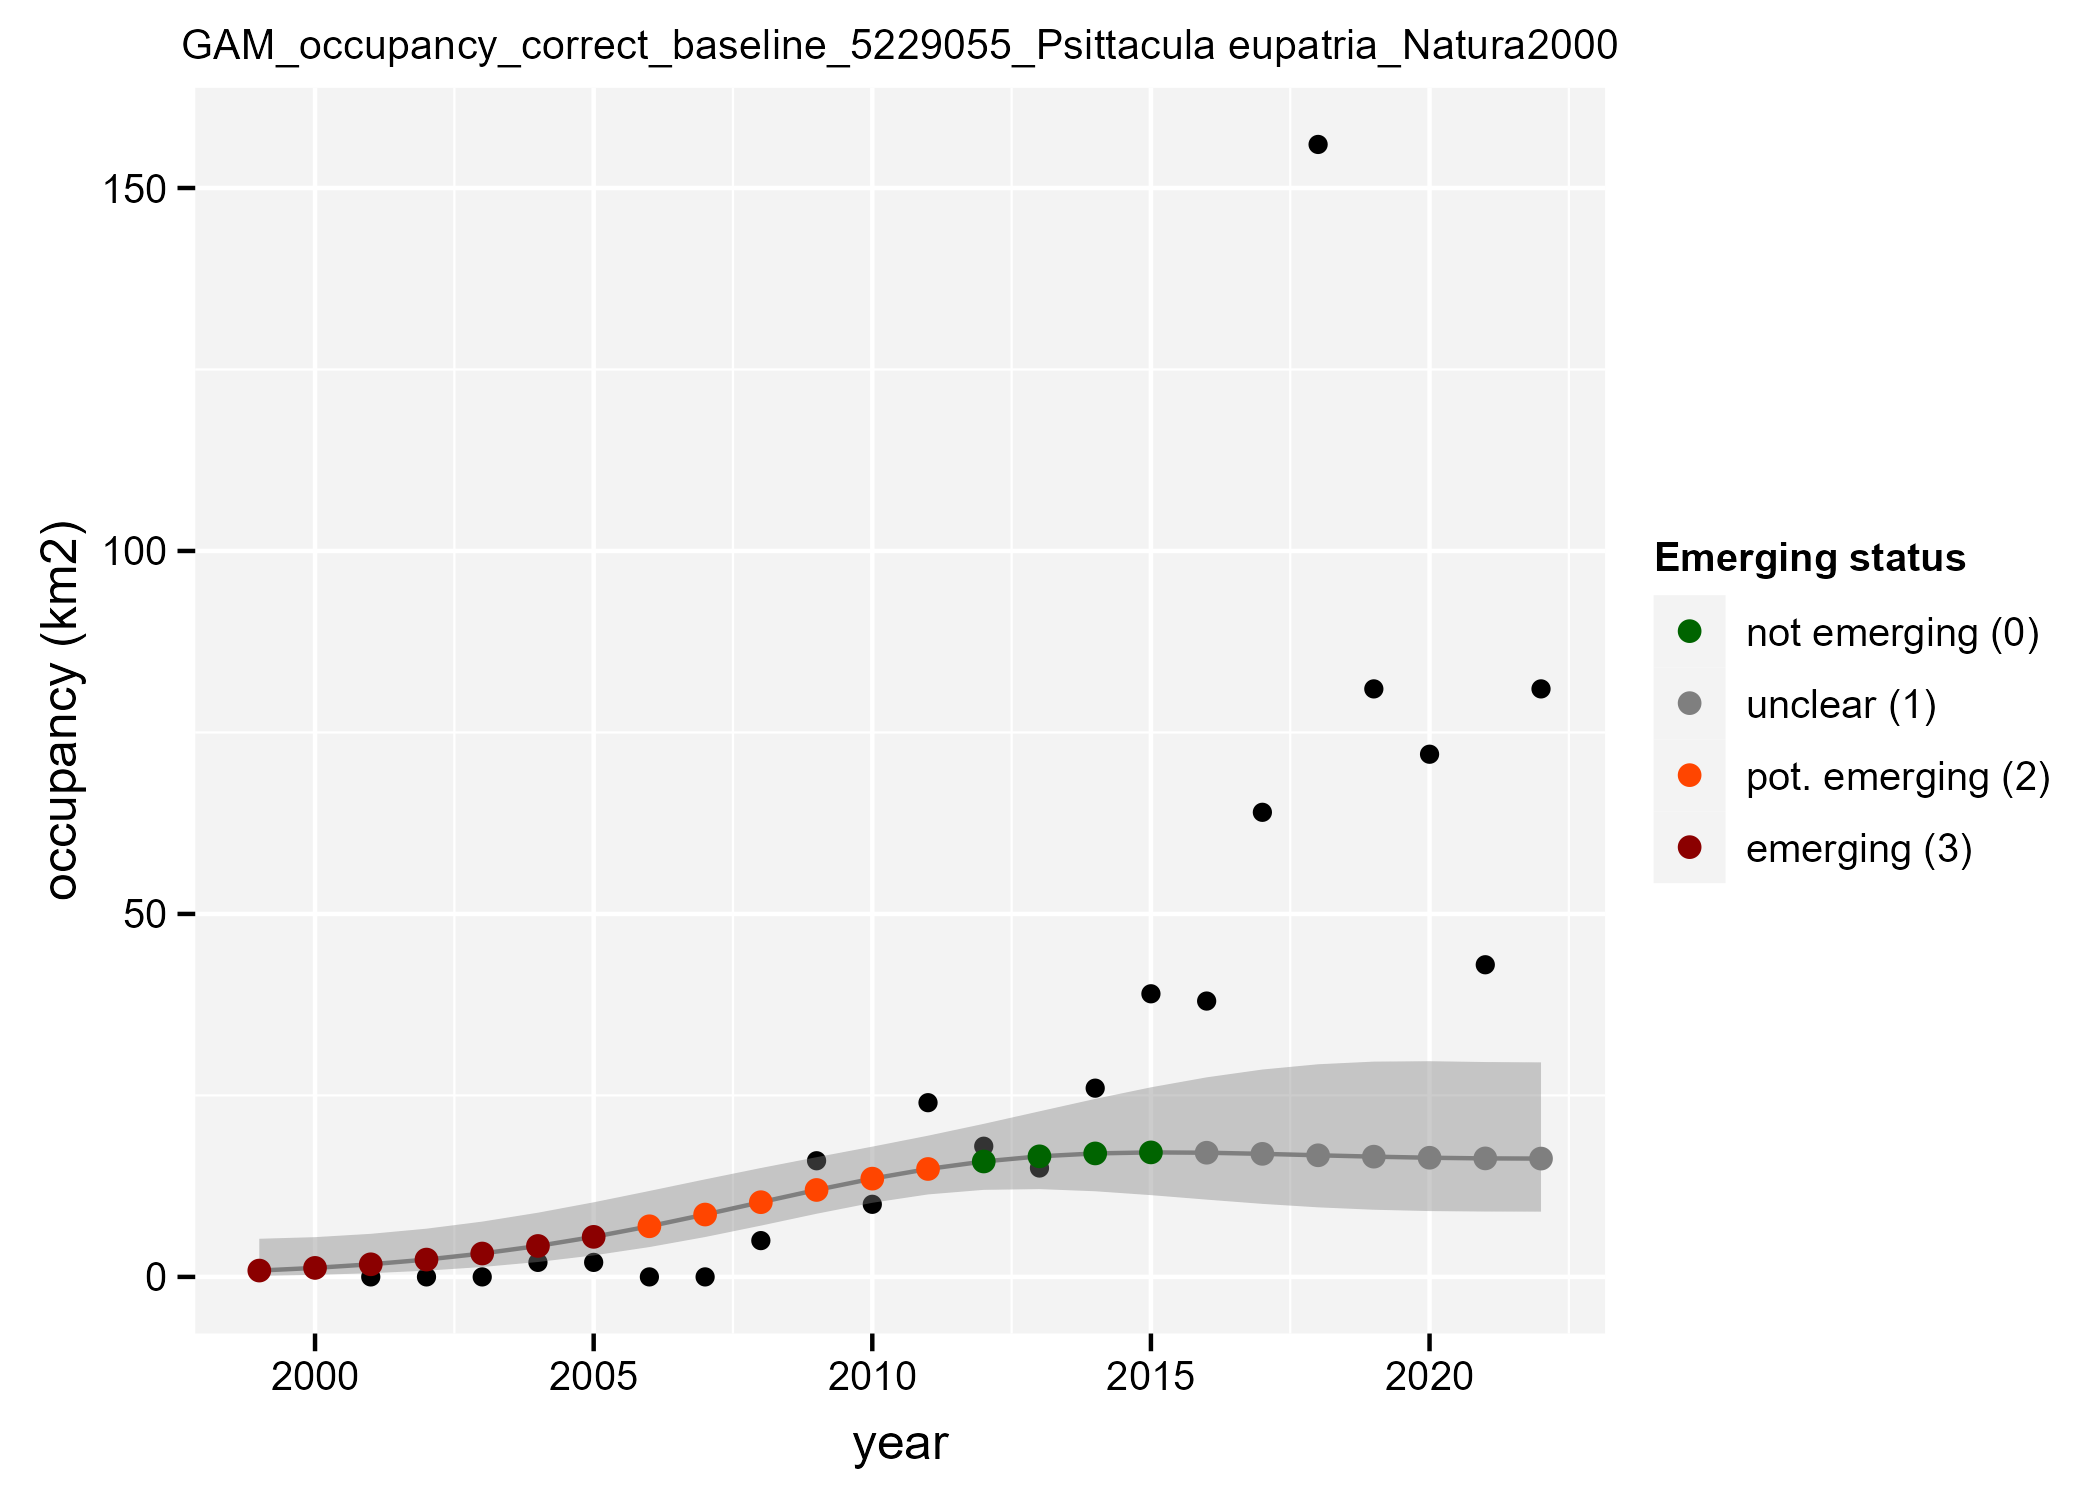 GAM_occupancy_correct_baseline_5229055_Psittacula eupatria_Natura2000
occupancy (km2)
150
100
50
0
2000 2005 2010 2015 2020
year
Emerging status
not emerging (0)
unclear (1)
pot. emerging (2)
emerging (3)